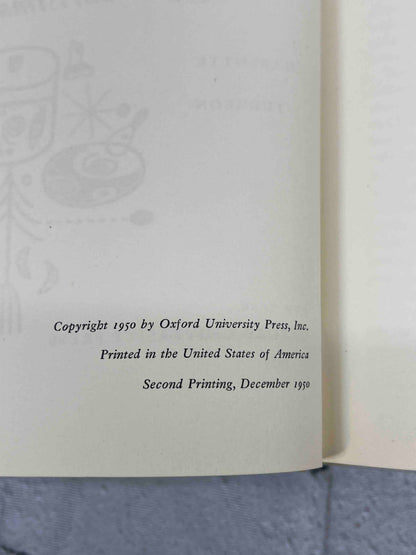 Copyright 1950 by Oxford University Press, Inc.
Printed in the United States of America
Second Printing, December 1950